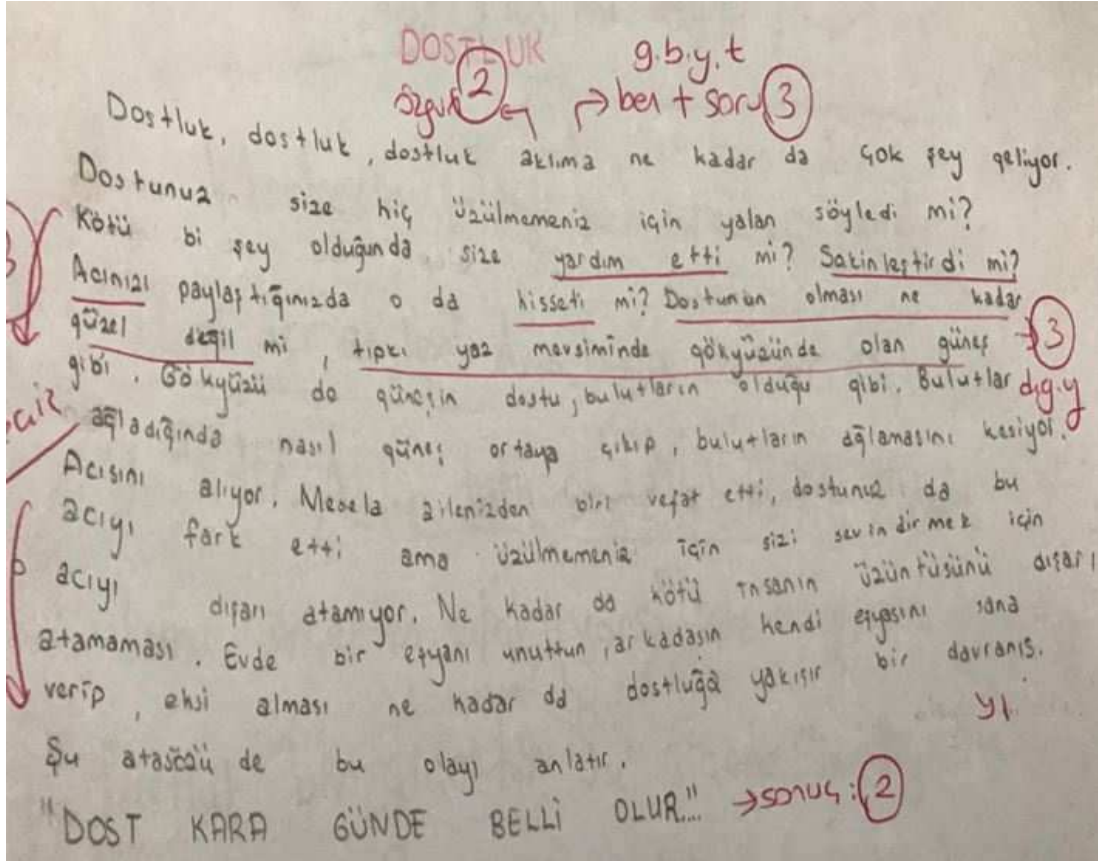 DOSTLUK
g.b.y.t
özgün 2
ben + soru 3
Dostluk, dostluk, dostluk aklıma ne kadar da çok şey geliyor.
Dostunuz size hiç üzülmemeniz için yalan söyledi mi?
Kötü bi şey olduğunda size yardım etti mi? Sakinleştirdi mi?
Acınızı paylaştığınızda o da hisseti mi? Dostunun olması ne kadar
güzel değil mi, tıpkı yaz mevsiminde gökyüzünde olan güneş 3
gibi. Gökyüzü de güneşin dostu, bulutların olduğu gibi. Bulutlar
d.g.y
ağladığında nasıl güneş ortaya çıkıp, bulutların ağlamasını kesiyor.
Acısını alıyor. Mesela ailenizden biri vefat etti, dostunuz da bu
acıyı fark etti ama üzülmemeniz için sizi sevindirmek için
acıyı dışarı atamıyor. Ne kadar da kötü insanın üzüntüsünü dışarı
atamaması. Evde bir eşyanı unuttun, arkadaşın kendi eşyasını sana
verip, eksi alması ne kadar da dostluğa yakışır bir davranış.
Şu atasözü de bu olayı anlatır.
"DOST KARA GÜNDE BELLİ OLUR..." →sonuç: 2